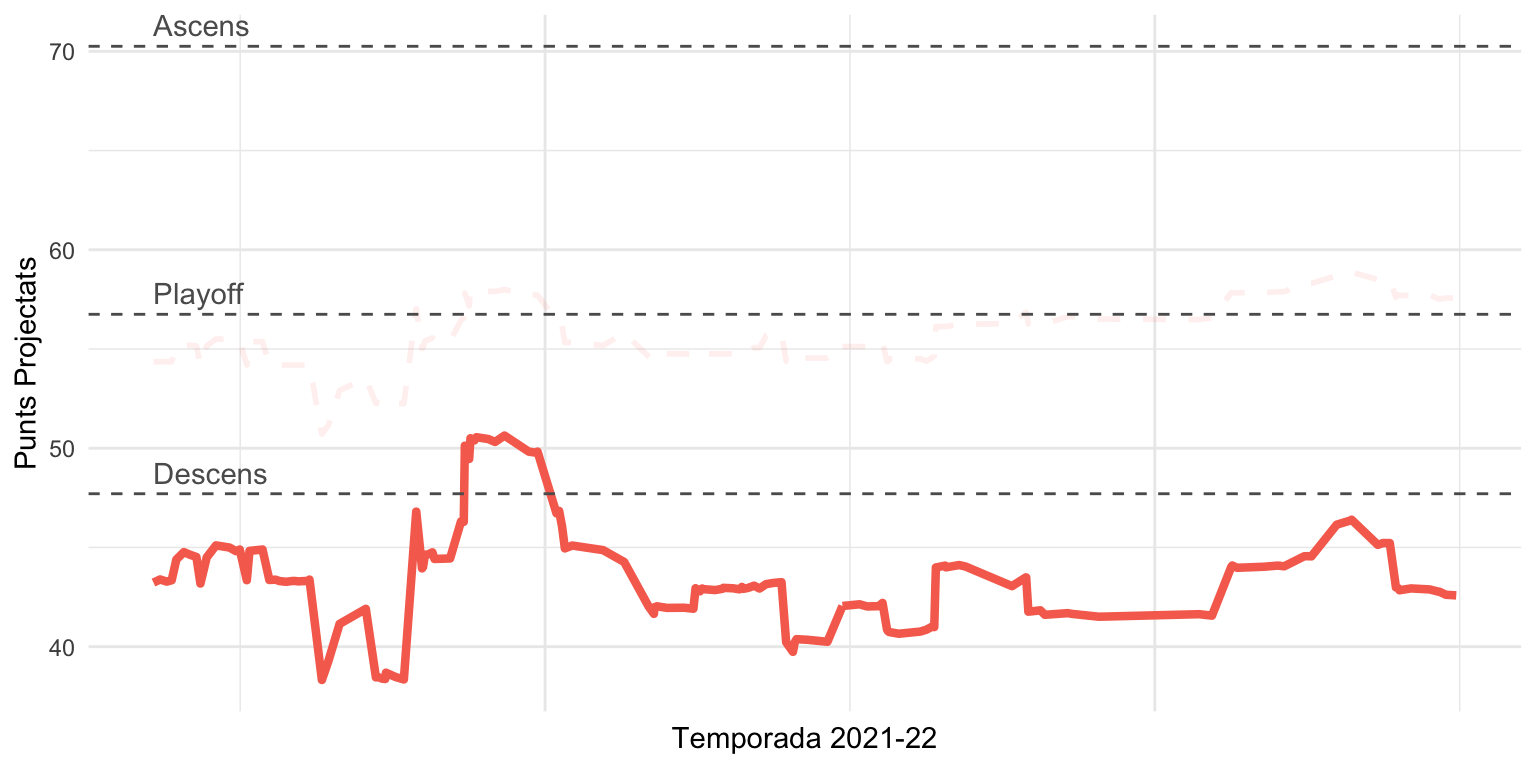 Ascens
70
60
Playoff
50
Descens
40
Punts Projectats
Temporada 2021-22